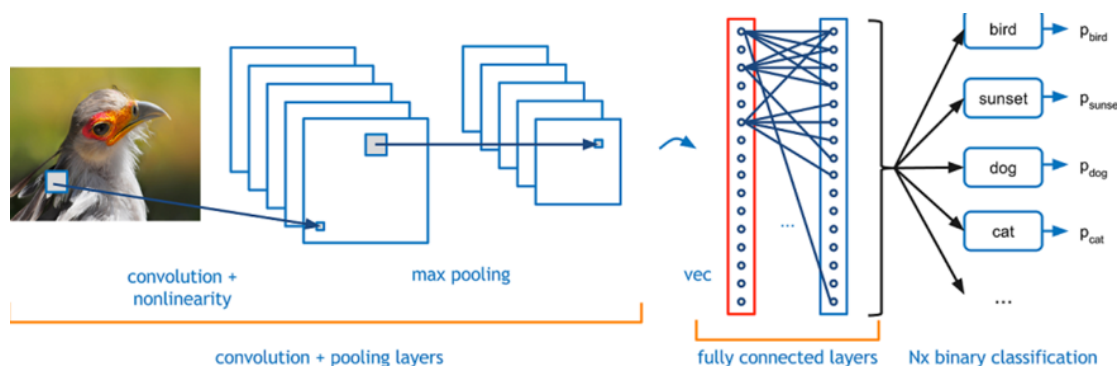 bird
p_bird
sunset
p_sunse
dog
p_dog
cat
p_cat
...
...
convolution +
nonlinearity
max pooling
vec
convolution + pooling layers
fully connected layers
Nx binary classification